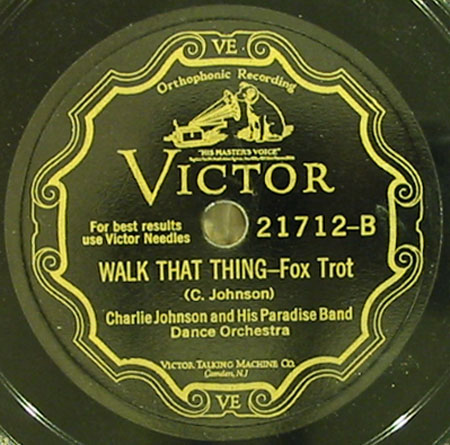 VE
Orthophonic Recording
"HIS MASTER'S VOICE"
VICTOR
For best results
use Victor Needles
21712-B
WALK THAT THING-Fox Trot
(C. Johnson)
Charlie Johnson and His Paradise Band
Dance Orchestra
VICTOR TALKING MACHINE CO.
Camden, N.J.
VE